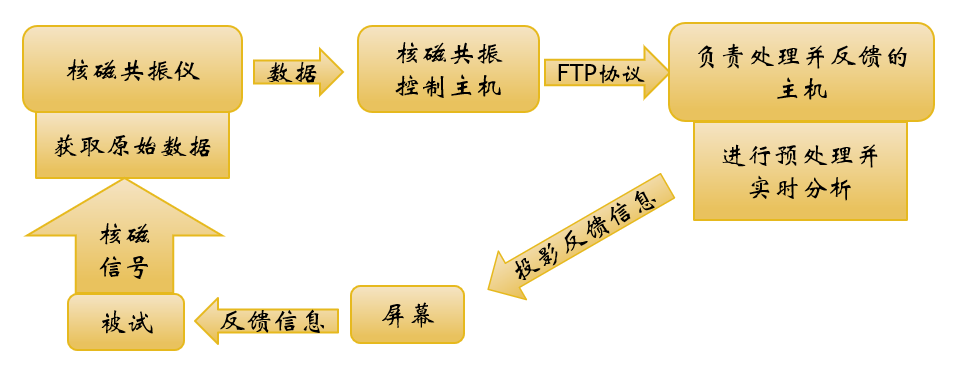 核磁共振仪
数据
核磁共振
控制主机
FTP协议
负责处理并反馈的
主机
获取原始数据
进行预处理并
实时分析
核磁
信号
投影反馈信息
被试
反馈信息
屏幕